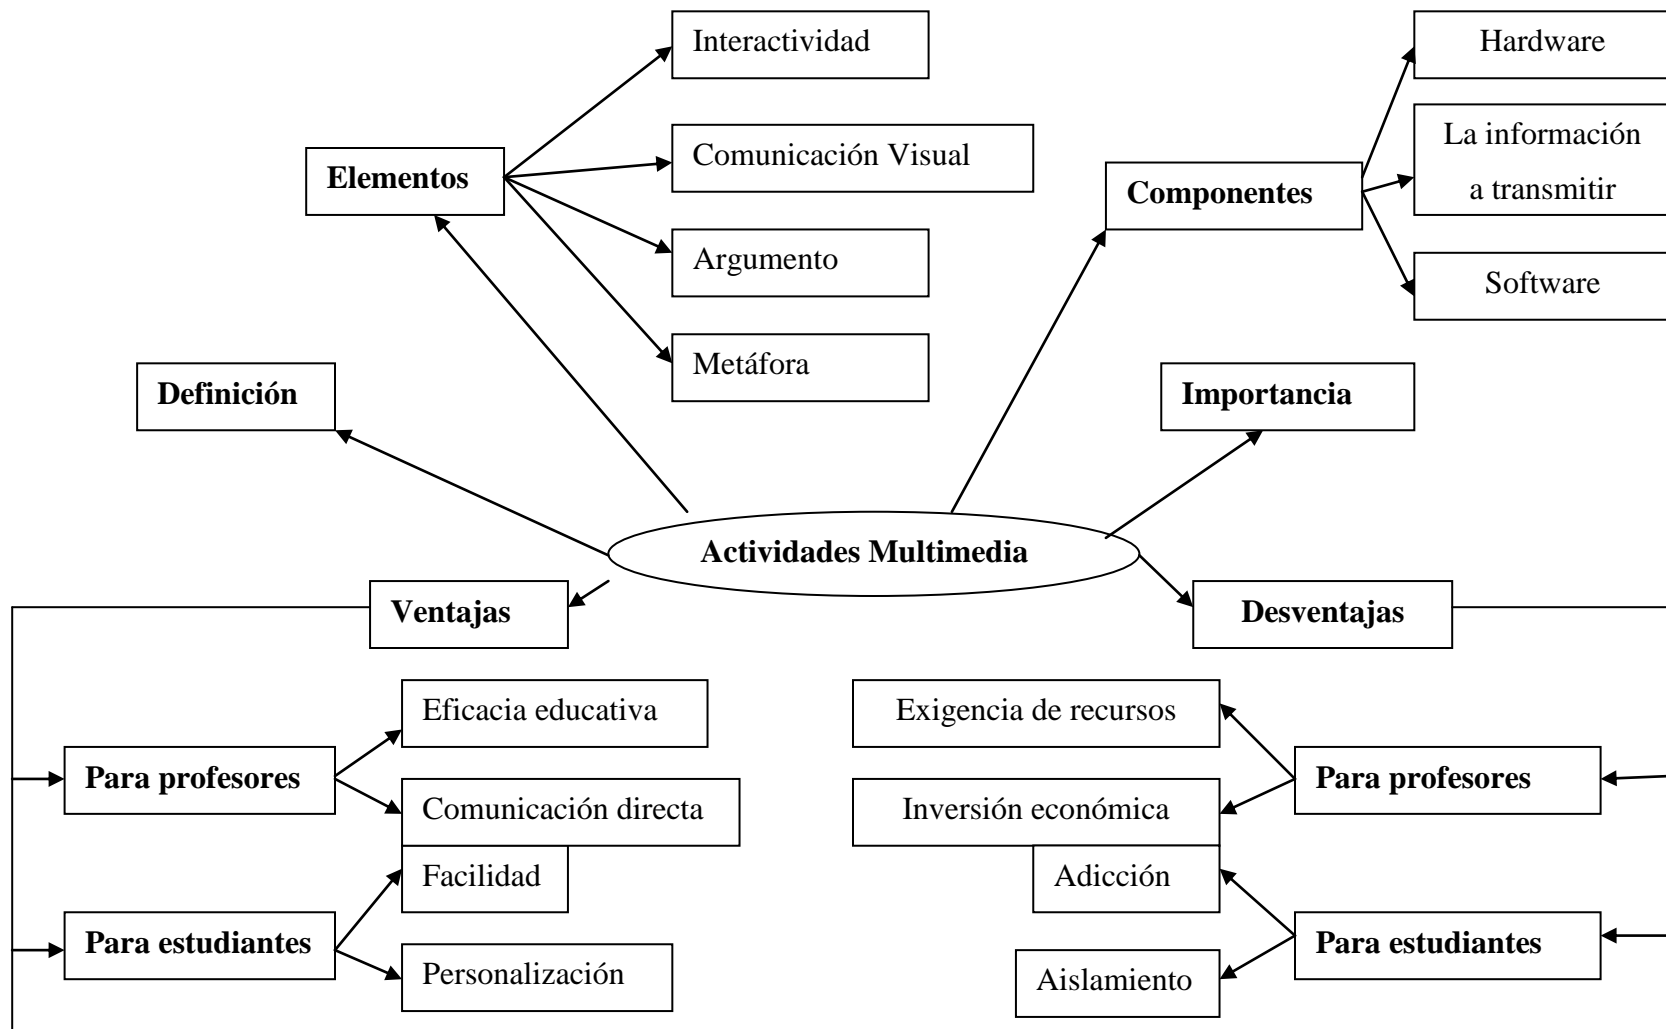 Interactividad
Hardware
Comunicación Visual
La información
a transmitir
Elementos
Componentes
Argumento
Software
Metáfora
Definición
Importancia
Actividades Multimedia
Ventajas
Desventajas
Eficacia educativa
Exigencia de recursos
Para profesores
Para profesores
Comunicación directa
Inversión económica
Facilidad
Adicción
Para estudiantes
Para estudiantes
Personalización
Aislamiento